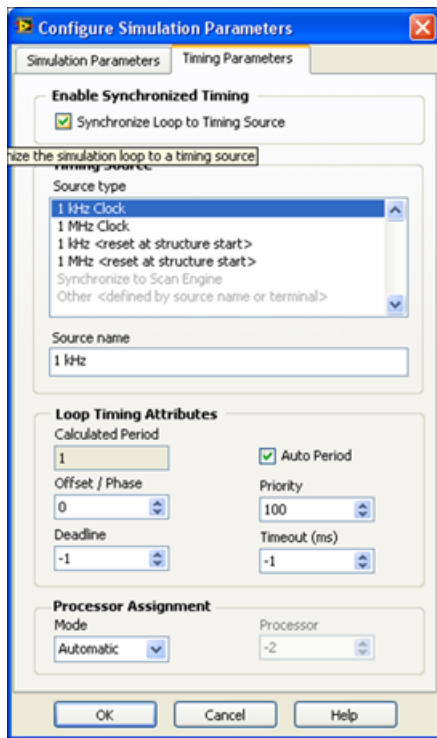 Configure Simulation Parameters
Simulation Parameters
Timing Parameters
Enable Synchronized Timing
Synchronize Loop to Timing Source
nize the simulation loop to a timing source
Timing Source
Source type
1 kHz Clock
1 MHz Clock
1 kHz <reset at structure start>
1 MHz <reset at structure start>
Synchronize to Scan Engine
Other <defined by source name or terminal>
Source name
1 kHz
Loop Timing Attributes
Calculated Period
1
Auto Period
Offset / Phase
Priority
0
100
Deadline
Timeout (ms)
-1
-1
Processor Assignment
Mode
Processor
Automatic
-2
OK
Cancel
Help